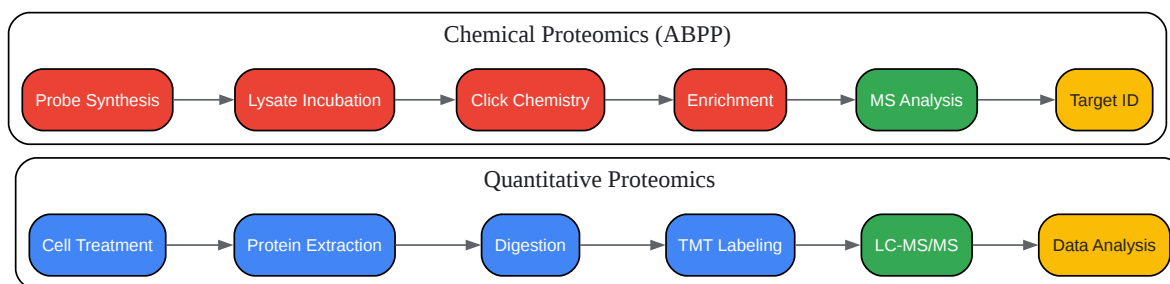 Chemical Proteomics (ABPP)
Probe Synthesis
Lysate Incubation
Click Chemistry
Enrichment
MS Analysis
Target ID
Quantitative Proteomics
Cell Treatment
Protein Extraction
Digestion
TMT Labeling
LC-MS/MS
Data Analysis